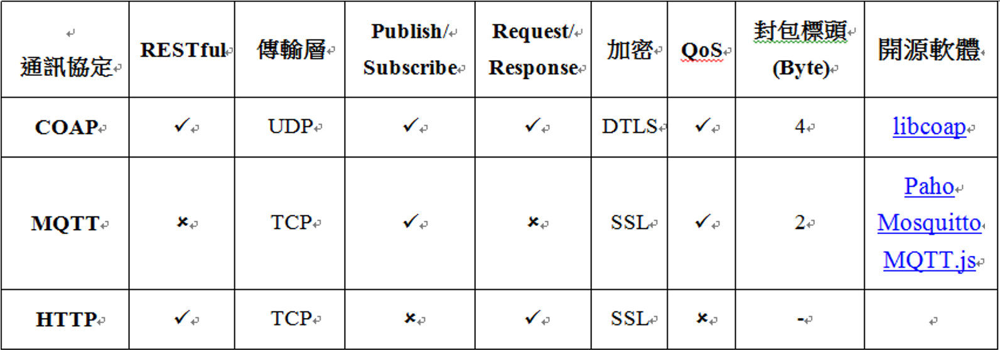 通訊協定 RESTful 傳輸層 Publish/ Subscribe Request/ Response 加密 QoS 封包標頭 (Byte) 開源軟體
COAP ✓ UDP ✓ ✓ DTLS ✓ 4 libcoap
MQTT × TCP ✓ × SSL ✓ 2 Paho
Mosquitto
MQTT.js
HTTP ✓ TCP × ✓ SSL × -